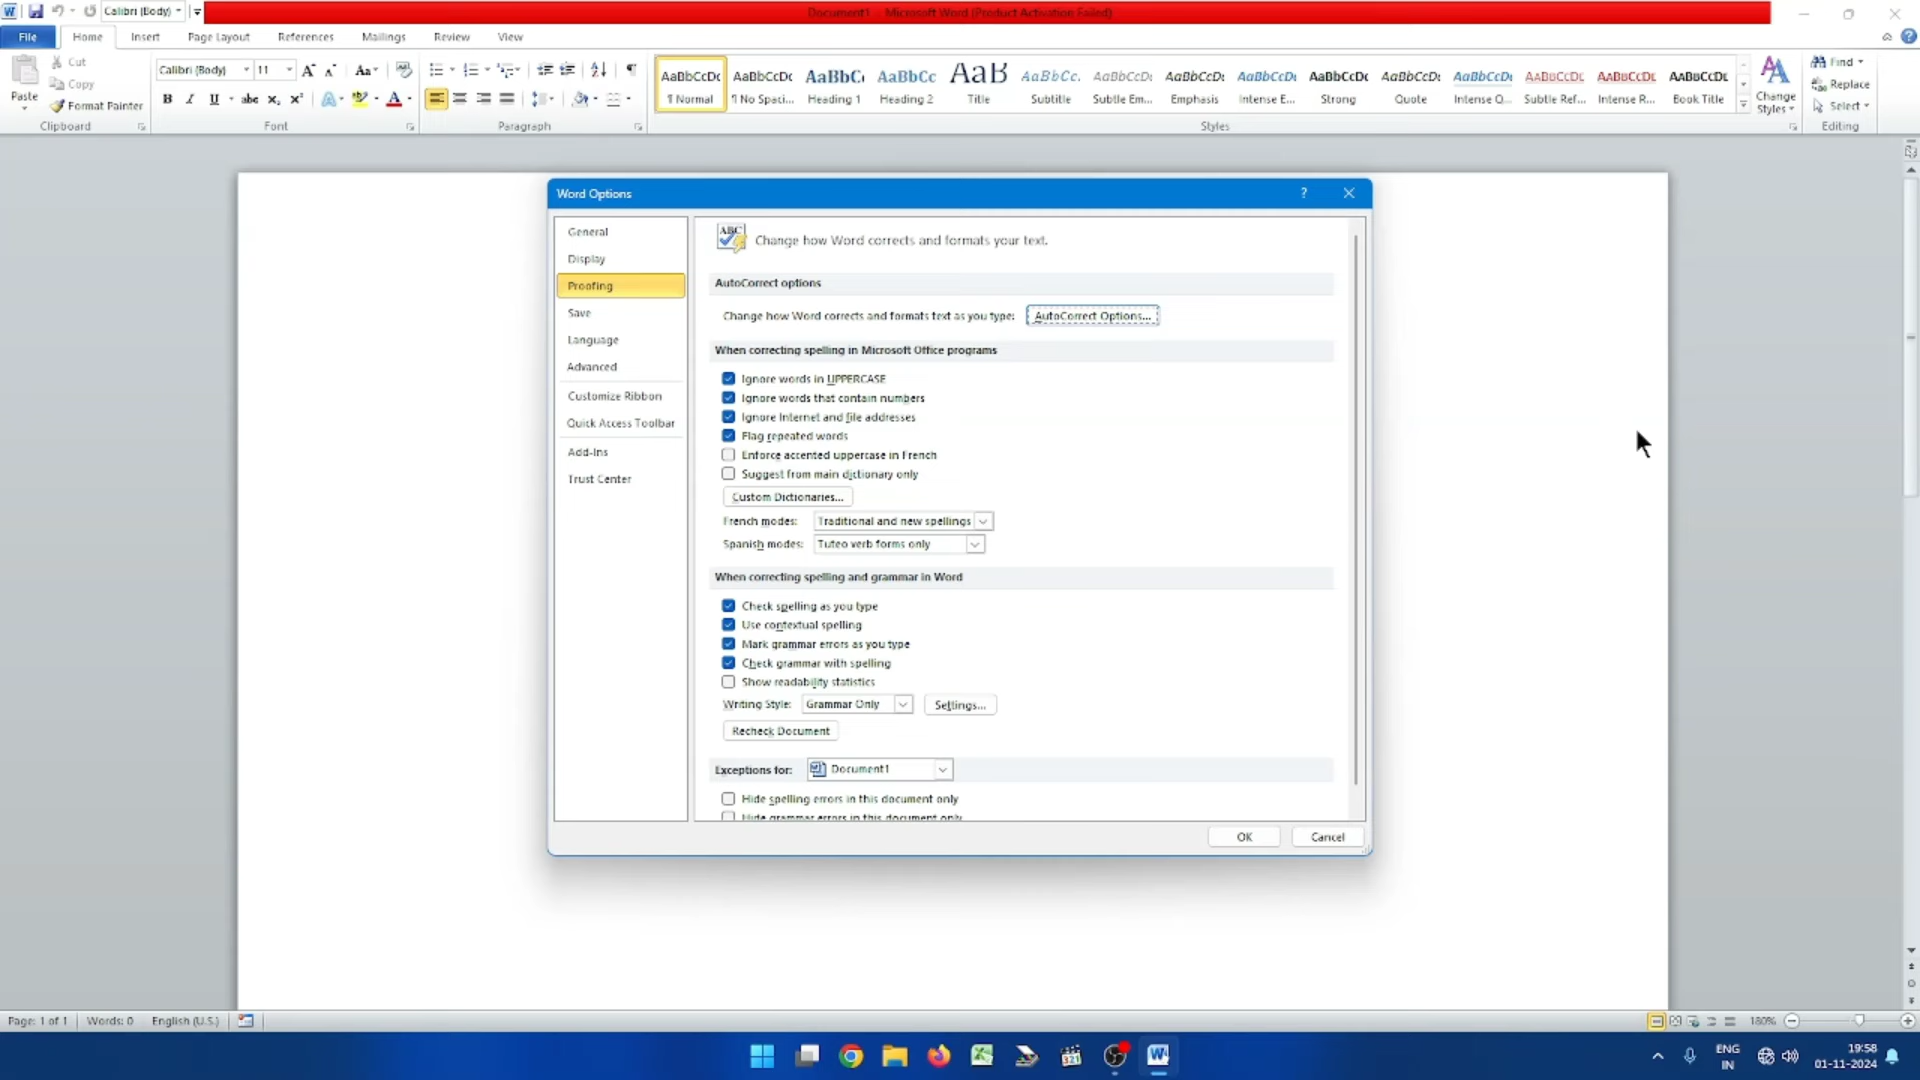 Calibri (Body)
Document1 - Microsoft Word (Product Activation Failed)
File Home Insert Page Layout References Mailings Review View
Paste
Cut
Copy
Format Painter
Clipboard
Calibri (Body) 11
Font
Paragraph
AaBbCcDc AaBbCcDc AaBbC AaBbCc AaB AaBbCc. AaBbCcDc AaBbCcDc AaBbCcDc AaBbCcDc AaBbCcDc AaBbCcDc AaBbCcDc AaBbCcDc AaBbCcDc
¶ Normal ¶ No Spaci... Heading 1 Heading 2 Title Subtitle Subtle Em... Emphasis Intense E... Strong Quote Intense Q... Subtle Ref... Intense R... Book Title
Styles
Change Styles
Find
Replace
Select
Editing
Word Options
General
Display
Proofing
Save
Language
Advanced
Customize Ribbon
Quick Access Toolbar
Add-Ins
Trust Center
Change how Word corrects and formats your text.
AutoCorrect options
Change how Word corrects and formats text as you type: AutoCorrect Options...
When correcting spelling in Microsoft Office programs
Ignore words in UPPERCASE
Ignore words that contain numbers
Ignore Internet and file addresses
Flag repeated words
Enforce accented uppercase in French
Suggest from main dictionary only
Custom Dictionaries...
French modes: Traditional and new spellings
Spanish modes: Tuteo verb forms only
When correcting spelling and grammar in Word
Check spelling as you type
Use contextual spelling
Mark grammar errors as you type
Check grammar with spelling
Show readability statistics
Writing Style: Grammar Only Settings...
Recheck Document
Exceptions for: Document1
Hide spelling errors in this document only
Hide grammar errors in this document only
OK Cancel
Page: 1 of 1 Words: 0 English (U.S.) 180%
ENG
IN
19:58
01-11-2024